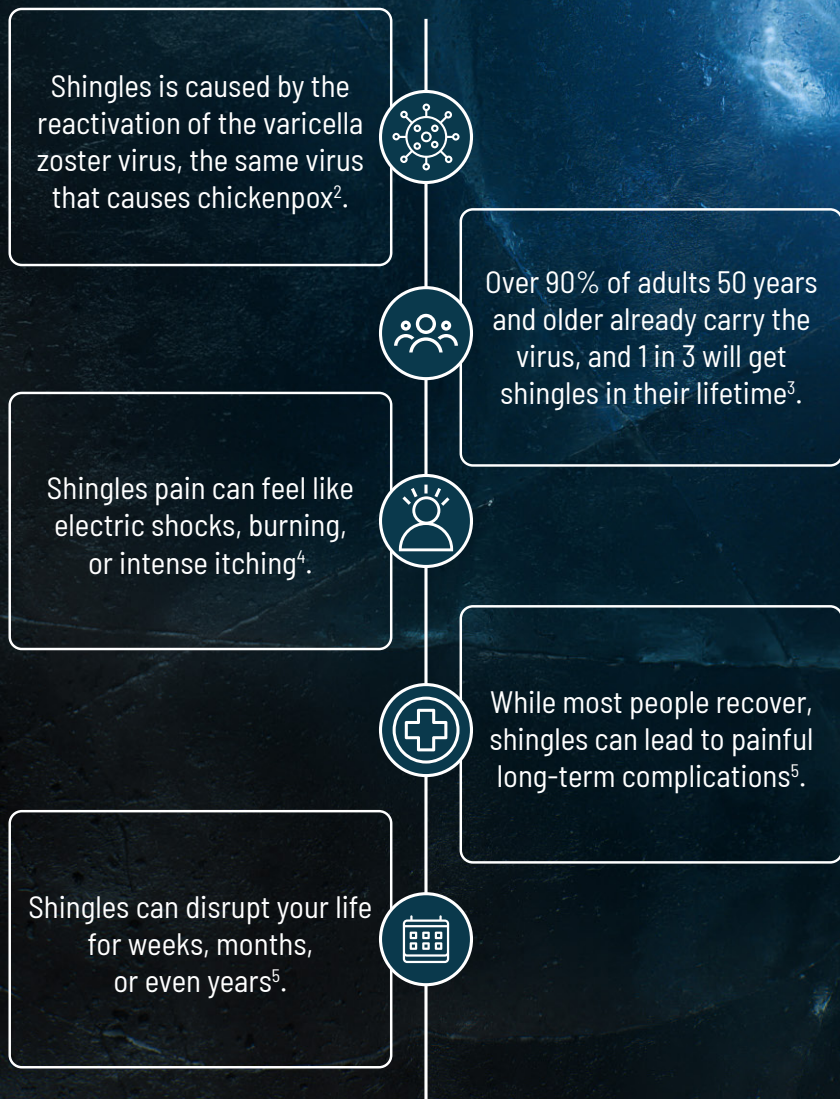 Shingles is caused by the
reactivation of the varicella
zoster virus, the same virus
that causes chickenpox².
Over 90% of adults 50 years
and older already carry the
virus, and 1 in 3 will get
shingles in their lifetime³.
Shingles pain can feel like
electric shocks, burning,
or intense itching⁴.
While most people recover,
shingles can lead to painful
long-term complications⁵.
Shingles can disrupt your life
for weeks, months,
or even years⁵.